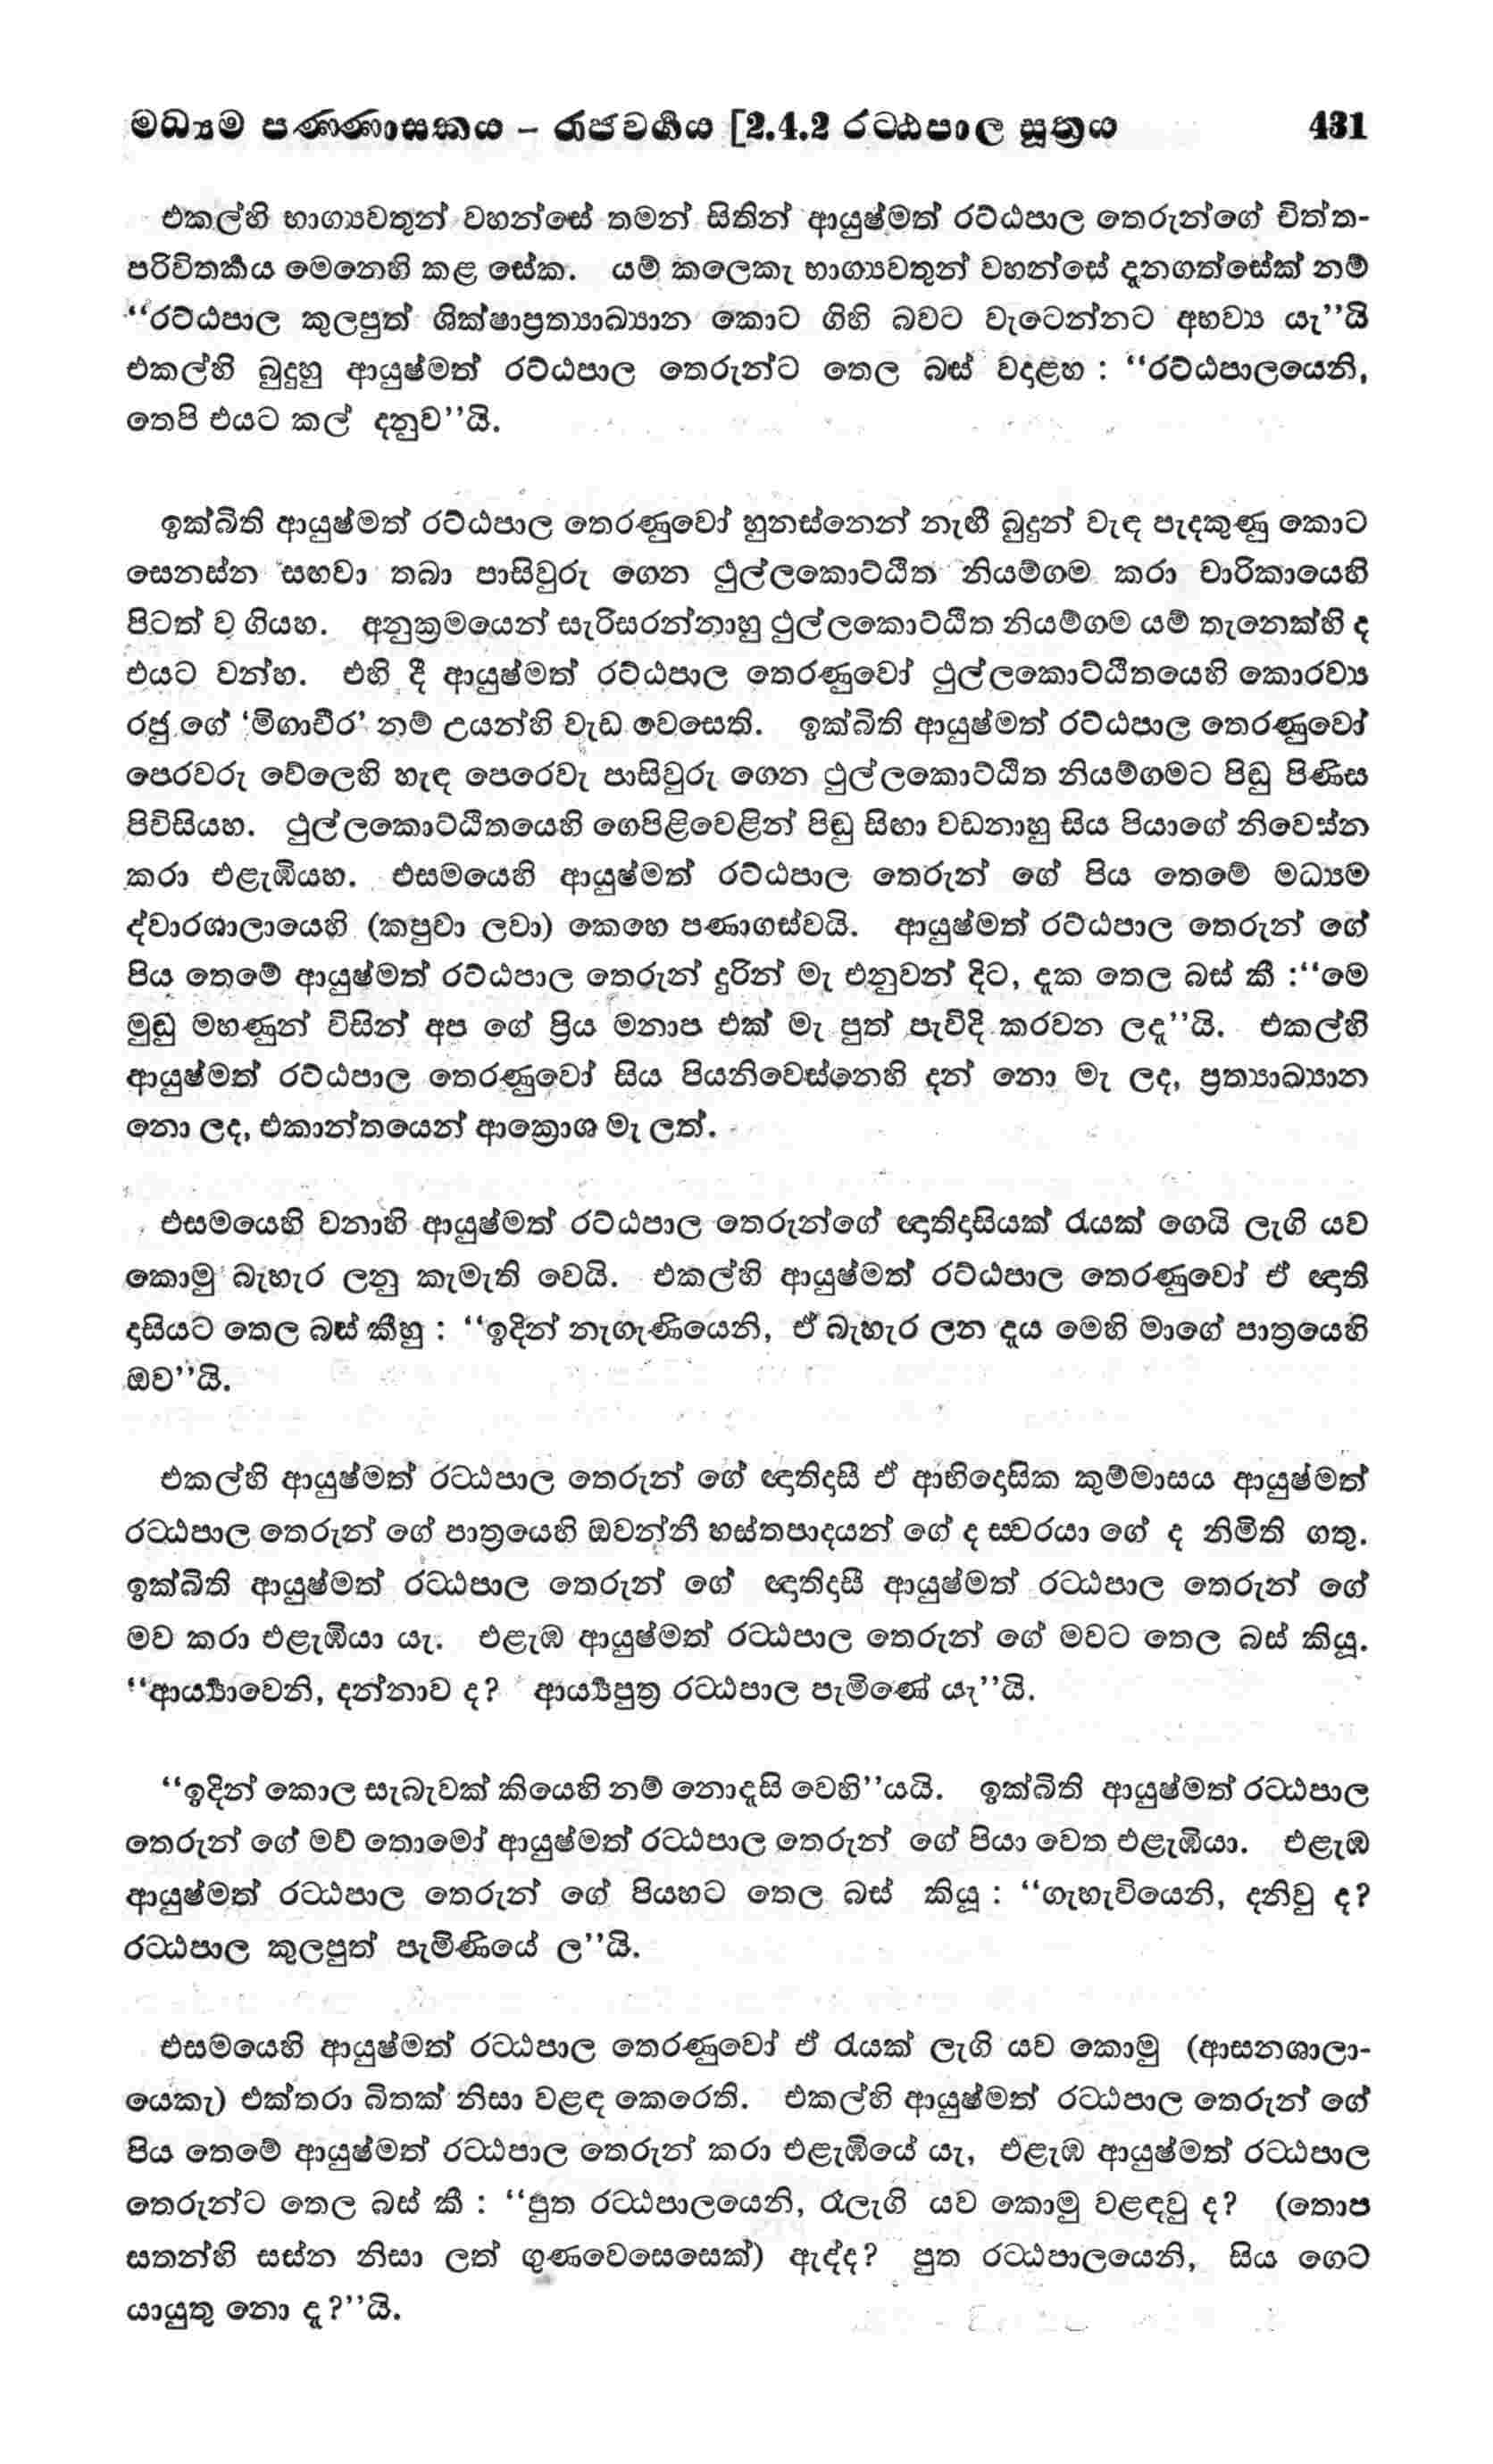 මධ්‍යම පණ්ණාසකය – රාජවර්ගය [2.4.2 රට්ඨපාල සූත්‍රය 431
එකල්හි භාග්‍යවතුන් වහන්සේ තමන් සිතින් ආයුෂ්මත් රට්ඨපාල තෙරුන්ගේ චිත්ත-
පරිවිතර්කය මෙනෙහි කළ සේක. යම් කලෙකැ භාග්‍යවතුන් වහන්සේ දැනගත්සේක් නම්
“රට්ඨපාල කුලපුත් ශික්ෂාප්‍රත්‍යාඛ්‍යාන කොට ගිහි බවට වැටෙන්නට අභව්‍ය යැ”යි
එකල්හි බුදුහු ආයුෂ්මත් රට්ඨපාල තෙරුන්ට තෙල බස් වදාළහ : “රට්ඨපාලයෙනි,
තෙපි එයට කල් දනුව”යි.
ඉක්බිති ආයුෂ්මත් රට්ඨපාල තෙරණුවෝ හුනස්නෙන් නැඟී බුදුන් වැඳ පැදකුණු කොට
සෙනස්න සඟවා තබා පාසිවුරු ගෙන ථුල්ලකොට්ඨිත නියම්ගම කරා චාරිකායෙහි
පිටත් ව ගියහ. අනුක්‍රමයෙන් සැරිසරන්නාහු ථුල්ලකොට්ඨිත නියම්ගම යම් තැනෙක්හි ද
එයට වන්හ. එහි දී ආයුෂ්මත් රට්ඨපාල තෙරණුවෝ ථුල්ලකොට්ඨිතයෙහි කොරව්‍ය
රජු ගේ ‘මිගාචීර’ නම් උයන්හි වැඩ වෙසෙති. ඉක්බිති ආයුෂ්මත් රට්ඨපාල තෙරණුවෝ
පෙරවරු වේලෙහි හැඳ පෙරෙවැ පාසිවුරු ගෙන ථුල්ලකොට්ඨිත නියම්ගමට පිඬු පිණිස
පිවිසියහ. ථුල්ලකොට්ඨිතයෙහි ගෙපිළිවෙළින් පිඬු සිඟා වඩනාහු සිය පියාගේ නිවෙස්න
කරා එළැඹියහ. එසමයෙහි ආයුෂ්මත් රට්ඨපාල තෙරුන් ගේ පිය තෙමේ මධ්‍යම
ද්වාරශාලායෙහි (කපුවා ලවා) කෙහෙ පණාගස්වයි. ආයුෂ්මත් රට්ඨපාල තෙරුන් ගේ
පිය තෙමේ ආයුෂ්මත් රට්ඨපාල තෙරුන් දුරින් මැ එනුවන් දිට, දැක තෙල බස් කී :“මෙ
මුඬු මහණුන් විසින් අප ගේ ප්‍රිය මනාප එක් මැ පුත් පැවිදි කරවන ලදැ”යි. එකල්හි
ආයුෂ්මත් රට්ඨපාල තෙරණුවෝ සිය පියනිවෙස්නෙහි දන් නො මැ ලද, ප්‍රත්‍යාඛ්‍යාන
නො ලද, එකාන්තයෙන් ආක්‍රොශ මැ ලත්.
එසමයෙහි වනාහි ආයුෂ්මත් රට්ඨපාල තෙරුන්ගේ ඥාතිදාසියක් රැයක් ගෙයි ලැගි යව
කොමු බැහැර ලනු කැමැති වෙයි. එකල්හි ආයුෂ්මත් රට්ඨපාල තෙරණුවෝ ඒ ඥාති
දාසියට තෙල බස් කීහු : “ඉදින් නැගැණියෙනි, ඒ බැහැර ලන දැය මෙහි මාගේ පාත්‍රයෙහි
ඔව”යි.
එකල්හි ආයුෂ්මත් රට්ඨපාල තෙරුන් ගේ ඥාතිදාසී ඒ ආභිදොසික කුම්මාසය ආයුෂ්මත්
රට්ඨපාල තෙරුන් ගේ පාත්‍රයෙහි ඔවන්නී හස්තපාදයන් ගේ ද ස්වරයා ගේ ද නිමිති ගතු.
ඉක්බිති ආයුෂ්මත් රට්ඨපාල තෙරුන් ගේ ඥාතිදාසී ආයුෂ්මත් රට්ඨපාල තෙරුන් ගේ
මව කරා එළැඹියා යැ. එළැඹ ආයුෂ්මත් රට්ඨපාල තෙරුන් ගේ මවට තෙල බස් කියූ.
“ආර්‍ය්‍යාවෙනි, දන්නාව ද? ආර්‍ය්‍යපුත්‍ර රට්ඨපාල පැමිණේ යැ”යි.
“ඉදින් කොල සැබැවක් කියෙහි නම් නොදැසි වෙහි”යයි. ඉක්බිති ආයුෂ්මත් රට්ඨපාල
තෙරුන් ගේ මව් තොමෝ ආයුෂ්මත් රට්ඨපාල තෙරුන් ගේ පියා වෙත එළැඹියා. එළැඹ
ආයුෂ්මත් රට්ඨපාල තෙරුන් ගේ පියහට තෙල බස් කියූ : “ගැහැවියෙනි, දනිවු ද?
රට්ඨපාල කුලපුත් පැමිණියේ ල”යි.
එසමයෙහි ආයුෂ්මත් රට්ඨපාල තෙරණුවෝ ඒ රැයක් ලැගි යව කොමු (ආසනශාලා-
යෙකැ) එක්තරා බිතක් නිසා වළඳ කෙරෙති. එකල්හි ආයුෂ්මත් රට්ඨපාල තෙරුන් ගේ
පිය තෙමේ ආයුෂ්මත් රට්ඨපාල තෙරුන් කරා එළැඹියේ යැ, එළැඹ ආයුෂ්මත් රට්ඨපාල
තෙරුන්ට තෙල බස් කී : “පුත රට්ඨපාලයෙනි, රෑලැගි යව කොමු වළඳවු ද? (තොප
සතන්හි සස්න නිසා ලත් ගුණවෙසෙසෙක්) ඇද්ද? පුත රට්ඨපාලයෙනි, සිය ගෙට
යායුතු නො දැ?”යි.